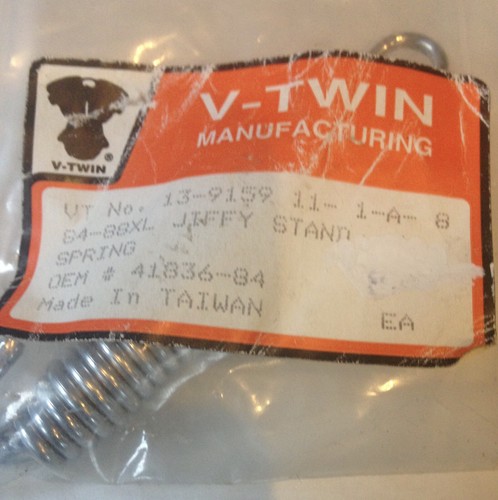 V-TWIN
MANUFACTURING
V-TWIN®
VT No. 13-9159 11- 1-A- 8
84-88XL JIFFY STAND
SPRING
OEM # 41836-84
Made In TAIWAN
EA